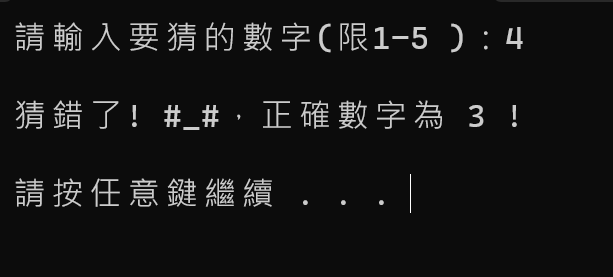 請輸入要猜的數字(限1-5 )：4
猜錯了! #_#，正確數字為 3 !
請按任意鍵繼續 . . .